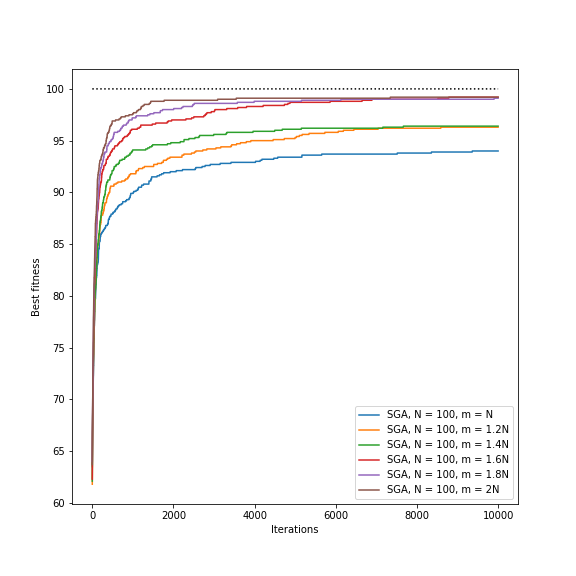 100
95
90
85
80
75
70
65
60
Best fitness
0 2000 4000 6000 8000 10000
Iterations
SGA, N = 100, m = N
SGA, N = 100, m = 1.2N
SGA, N = 100, m = 1.4N
SGA, N = 100, m = 1.6N
SGA, N = 100, m = 1.8N
SGA, N = 100, m = 2N